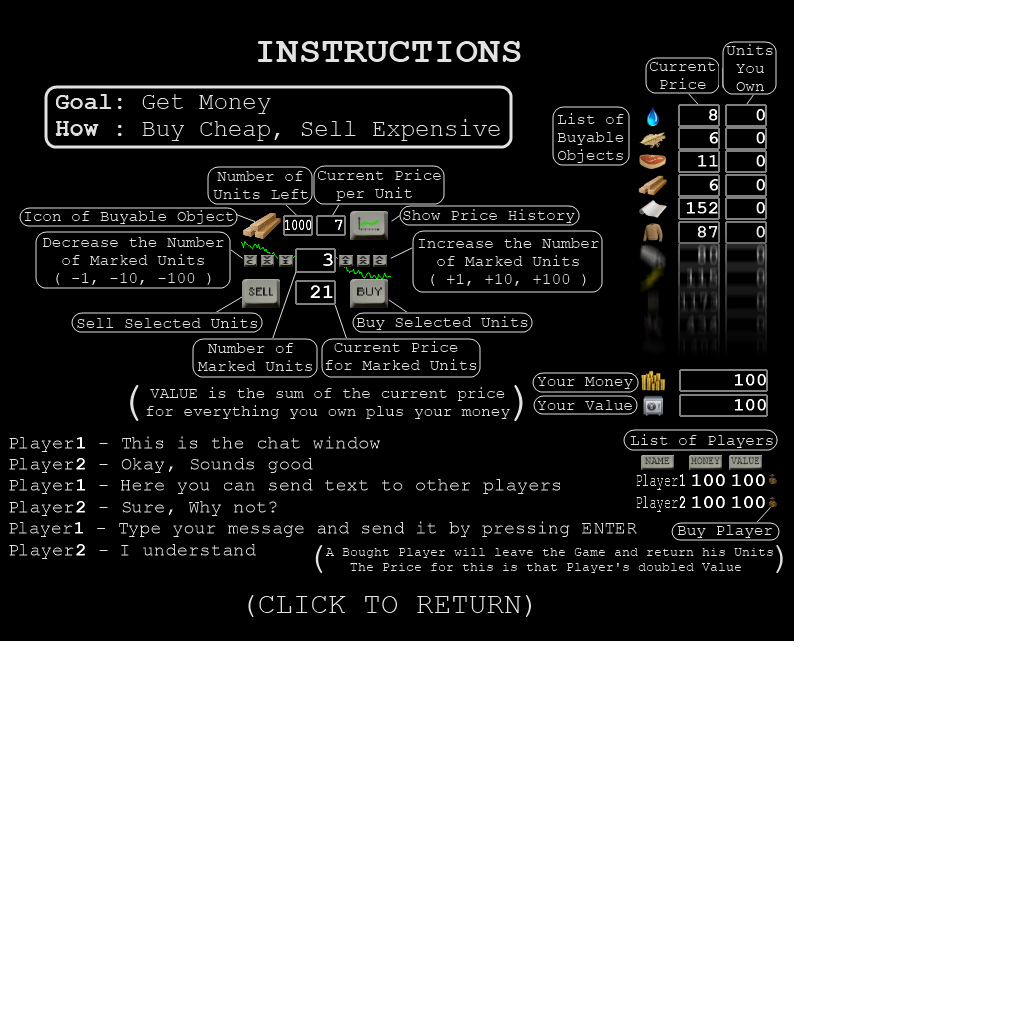 INSTRUCTIONS
Goal: Get Money
How : Buy Cheap, Sell Expensive
Current
Price
Units
You
Own
List of
Buyable
Objects
8 0
6 0
11 0
6 0
152 0
87 0
80 0
Number of
Units Left
Current Price
per Unit
Icon of Buyable Object
1000 7
Show Price History
Decrease the Number
of Marked Units
( -1, -10, -100 )
3
Increase the Number
of Marked Units
( +1, +10, +100 )
SELL
21
BUY
Sell Selected Units
Buy Selected Units
Number of
Marked Units
Current Price
for Marked Units
(VALUE is the sum of the current price
for everything you own plus your money)
Your Money 100
Your Value 100
Player1 - This is the chat window
Player2 - Okay, Sounds good
Player1 - Here you can send text to other players
Player2 - Sure, Why not?
Player1 - Type your message and send it by pressing ENTER
Player2 - I understand
List of Players
NAME MONEY VALUE
Player1 100 100
Player2 100 100
Buy Player
(A Bought Player will leave the Game and return his Units
The Price for this is that Player's doubled Value)
(CLICK TO RETURN)